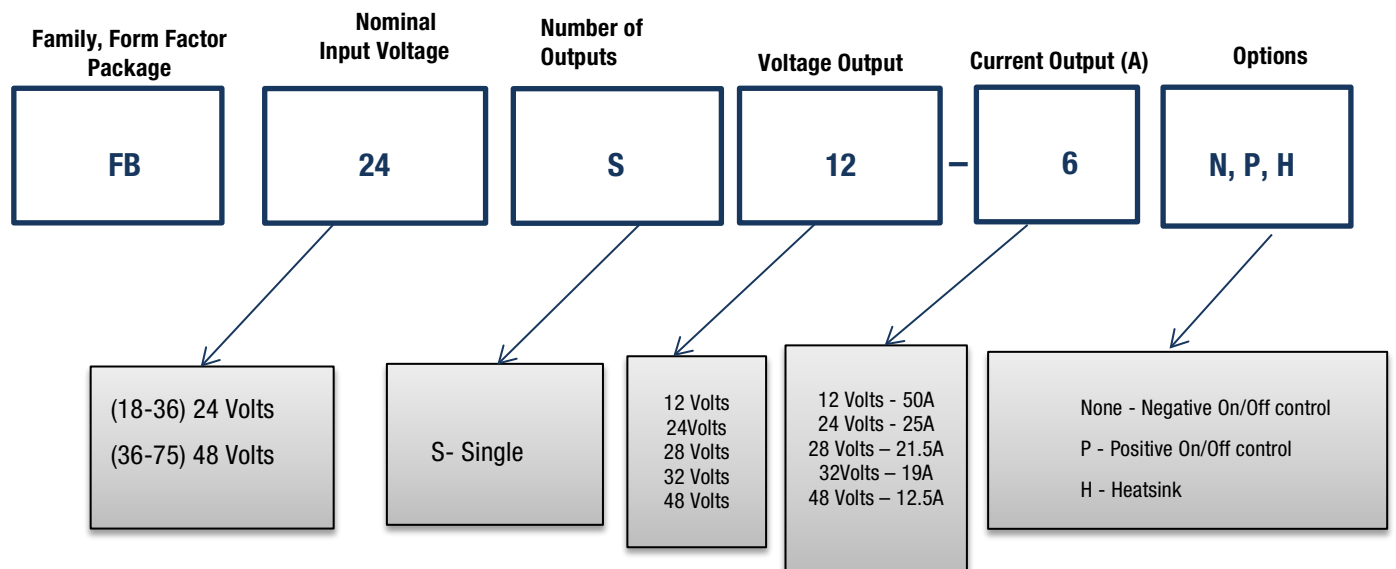 Family, Form Factor
Package
Nominal
Input Voltage
Number of
Outputs
Voltage Output
Current Output (A)
Options
FB
24
S
12
–
6
N, P, H
(18-36) 24 Volts
(36-75) 48 Volts
S- Single
12 Volts
24Volts
28 Volts
32 Volts
48 Volts
12 Volts - 50A
24 Volts - 25A
28 Volts – 21.5A
32Volts – 19A
48 Volts – 12.5A
None - Negative On/Off control
P - Positive On/Off control
H - Heatsink